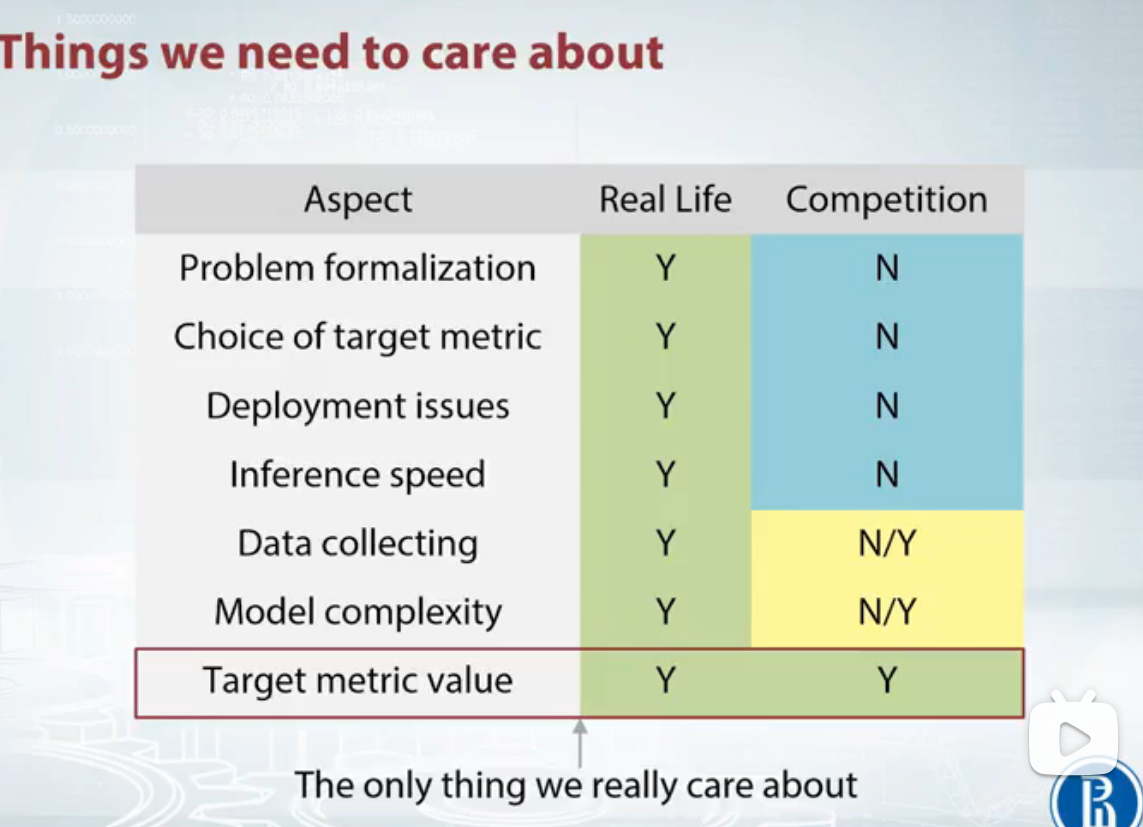 Things we need to care about
Aspect Real Life Competition
Problem formalization Y N
Choice of target metric Y N
Deployment issues Y N
Inference speed Y N
Data collecting Y N/Y
Model complexity Y N/Y
Target metric value Y Y
The only thing we really care about